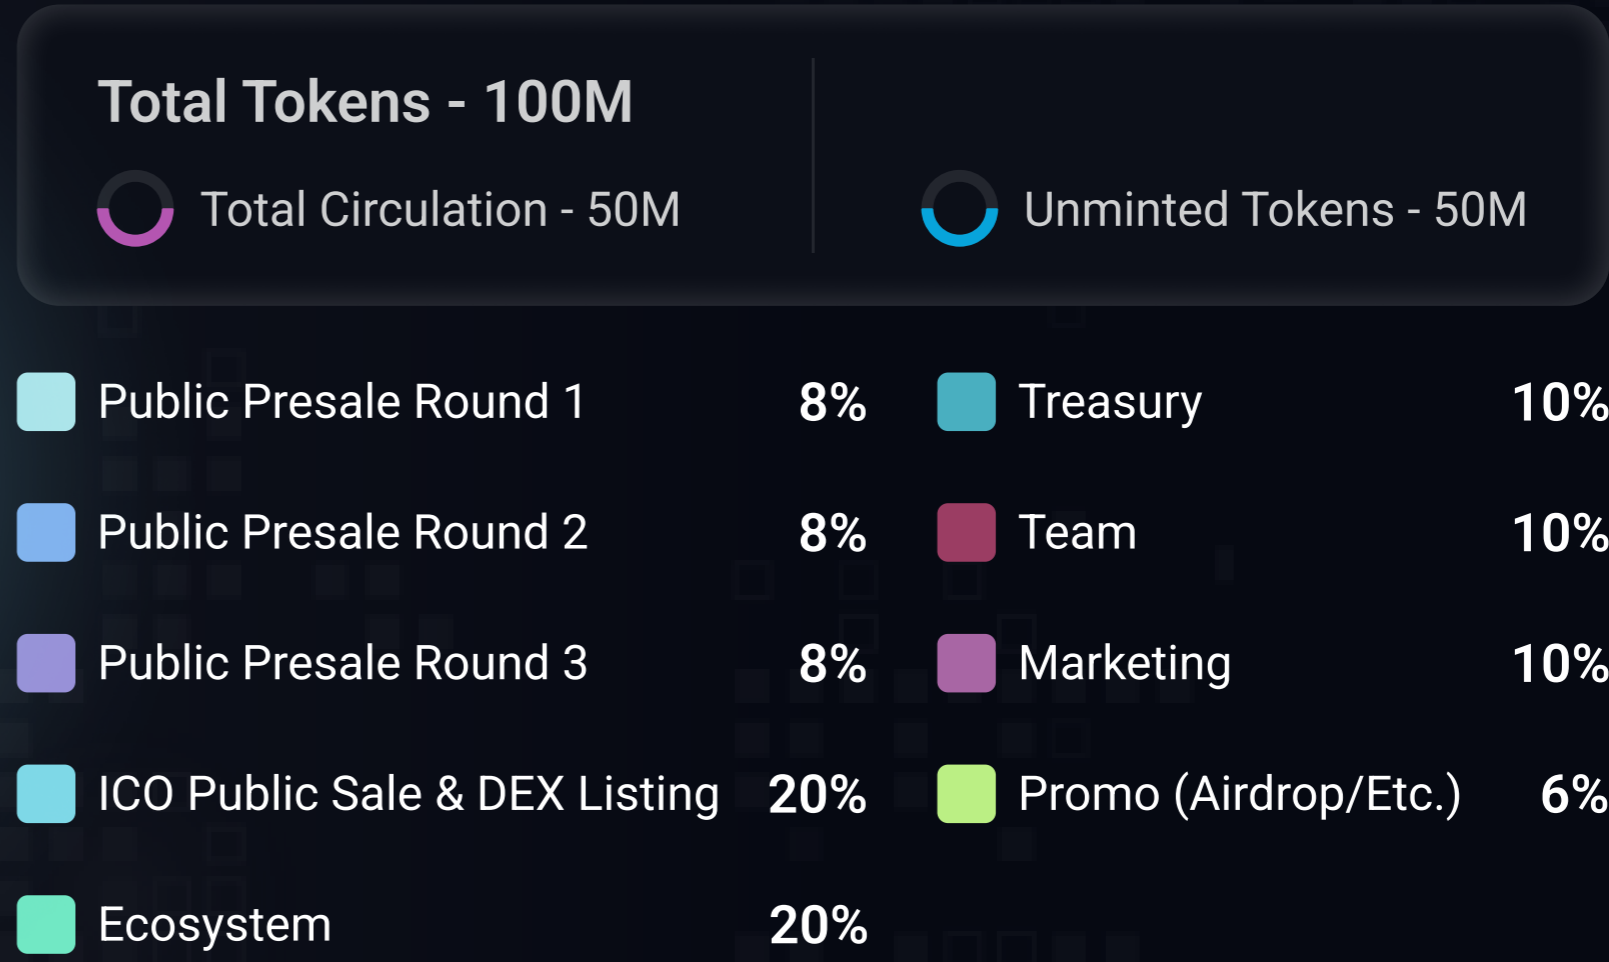 Total Tokens - 100M
Total Circulation - 50M
Unminted Tokens - 50M
Public Presale Round 1 8%
Public Presale Round 2 8%
Public Presale Round 3 8%
ICO Public Sale & DEX Listing 20%
Ecosystem 20%
Treasury 10%
Team 10%
Marketing 10%
Promo (Airdrop/Etc.) 6%